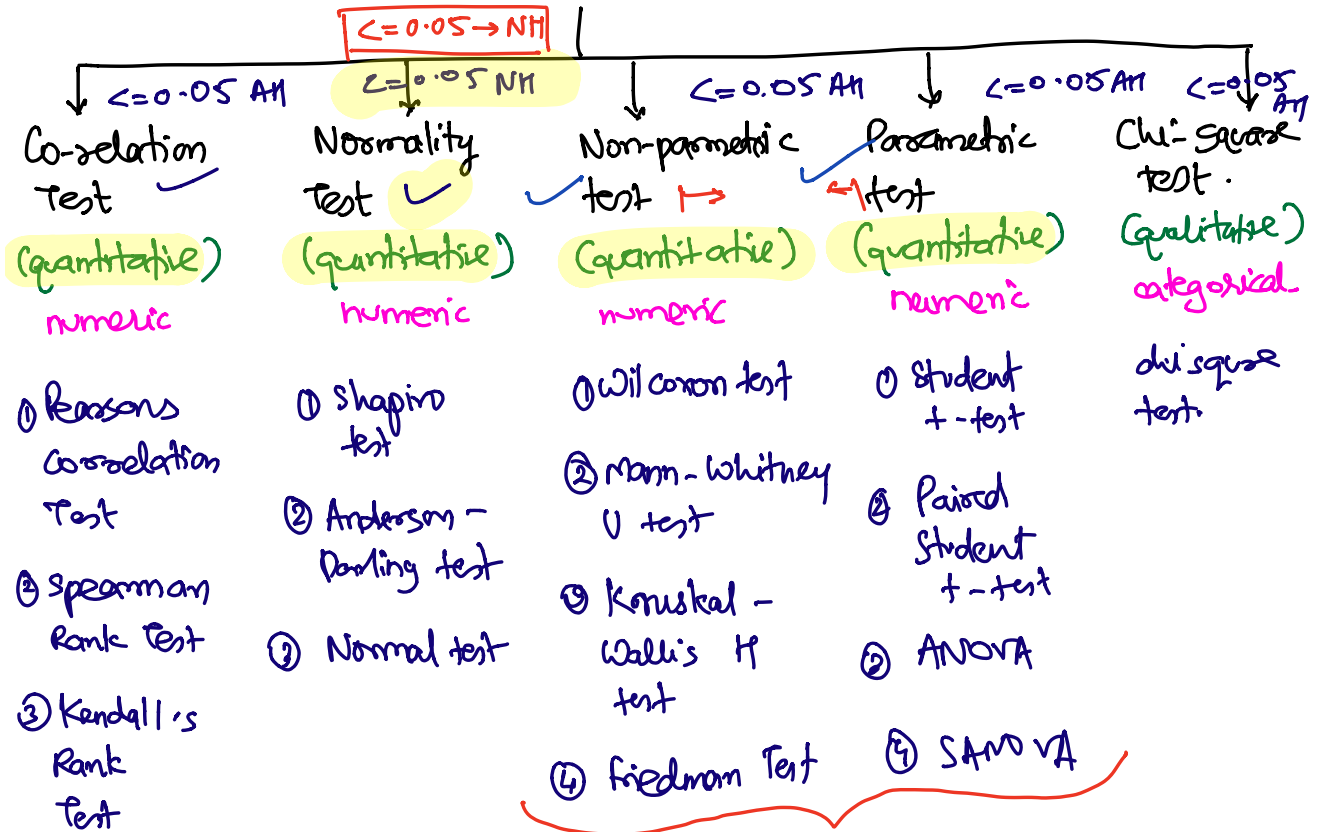 <=0.05→NH
<=0.05 AH
<=0.05 NH
<=0.05 AH
<=0.05 AH
<=0.05 AH
Co-relation
Test
(quantitative)
numeric
① Pearsons
Correlation
Test
② Spearman
Rank Test
③ Kendall's
Rank
Test
Normality
Test
(quantitative)
numeric
① Shapiro
test
② Anderson-
Darling test
③ Normal test
Non-parmetric
test
(quantitative)
numeric
① Wilcoxon test
② Mann-Whitney
U test
③ Kruskal-
Wallis H
test
④ Friedman Test
Parametric
test
(quantitative)
numeric
① Student
t-test
② Paired
Student
t-test
③ ANOVA
④ SANOVA
Chi-square
test.
(qualitative)
categorical
chisqure
test.